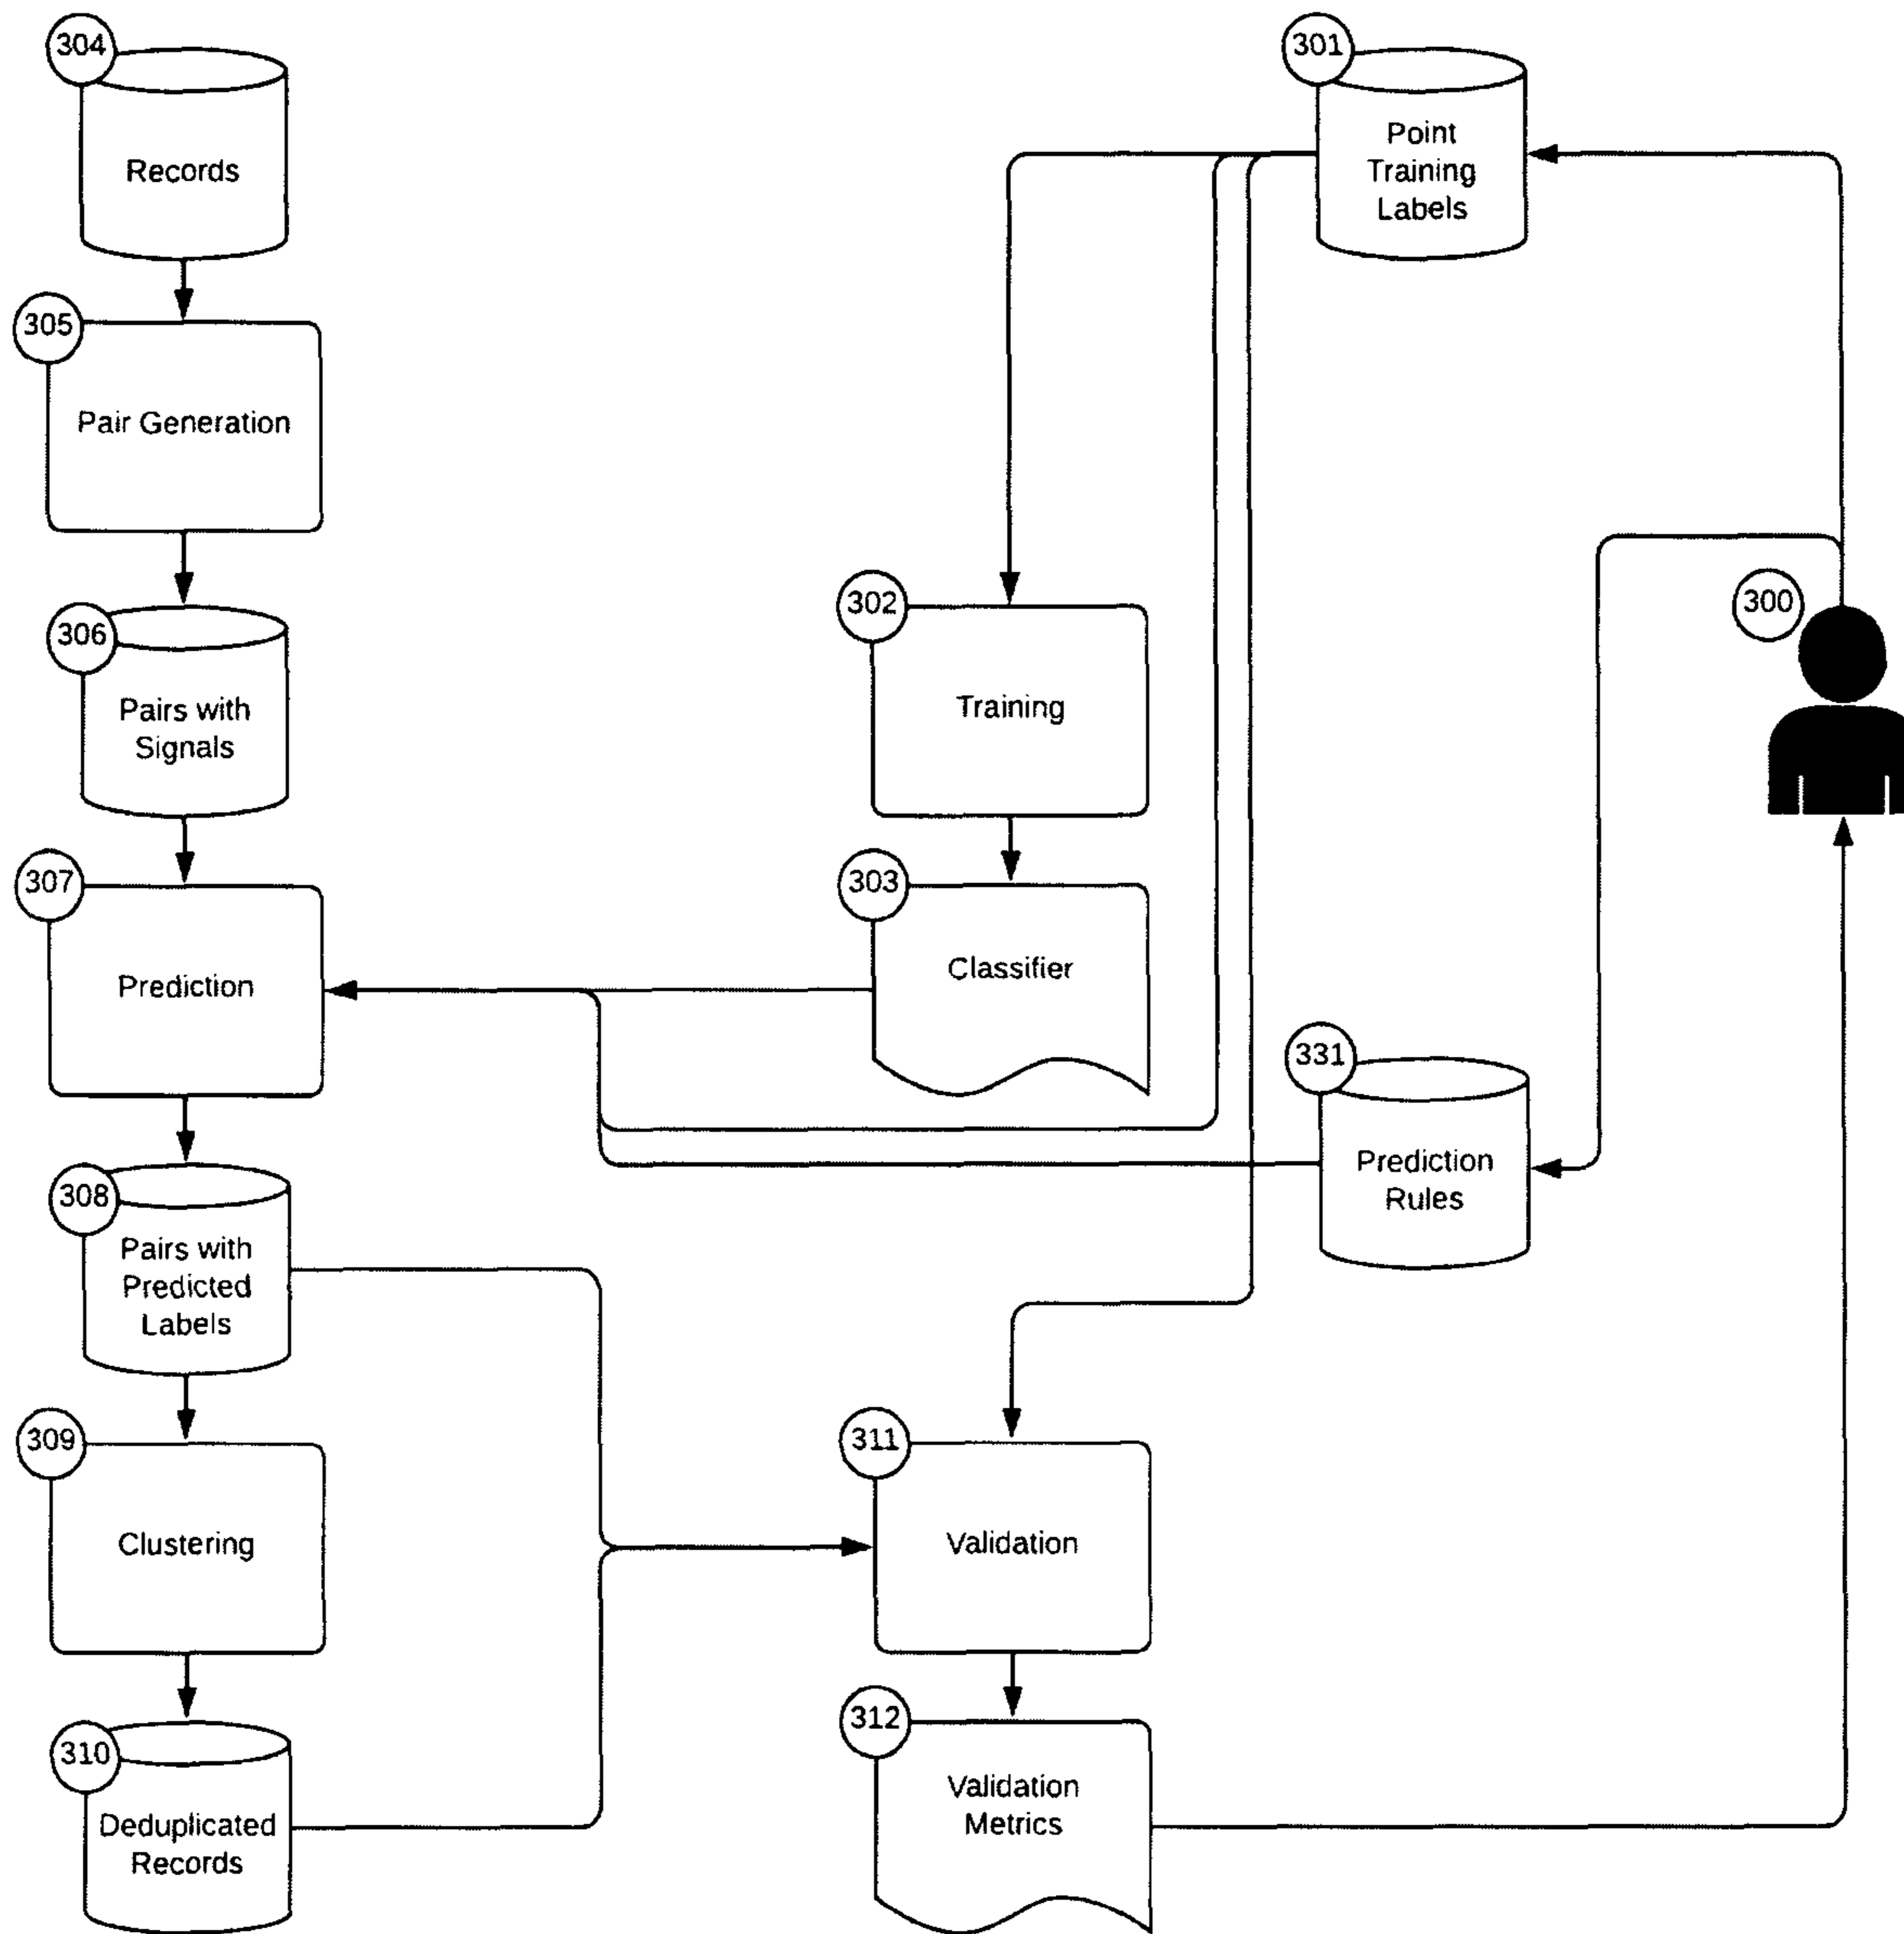 304
Records
305
Pair Generation
306
Pairs with
Signals
307
Prediction
308
Pairs with
Predicted
Labels
309
Clustering
310
Deduplicated
Records
301
Point
Training
Labels
302
Training
303
Classifier
300
331
Prediction
Rules
311
Validation
312
Validation
Metrics